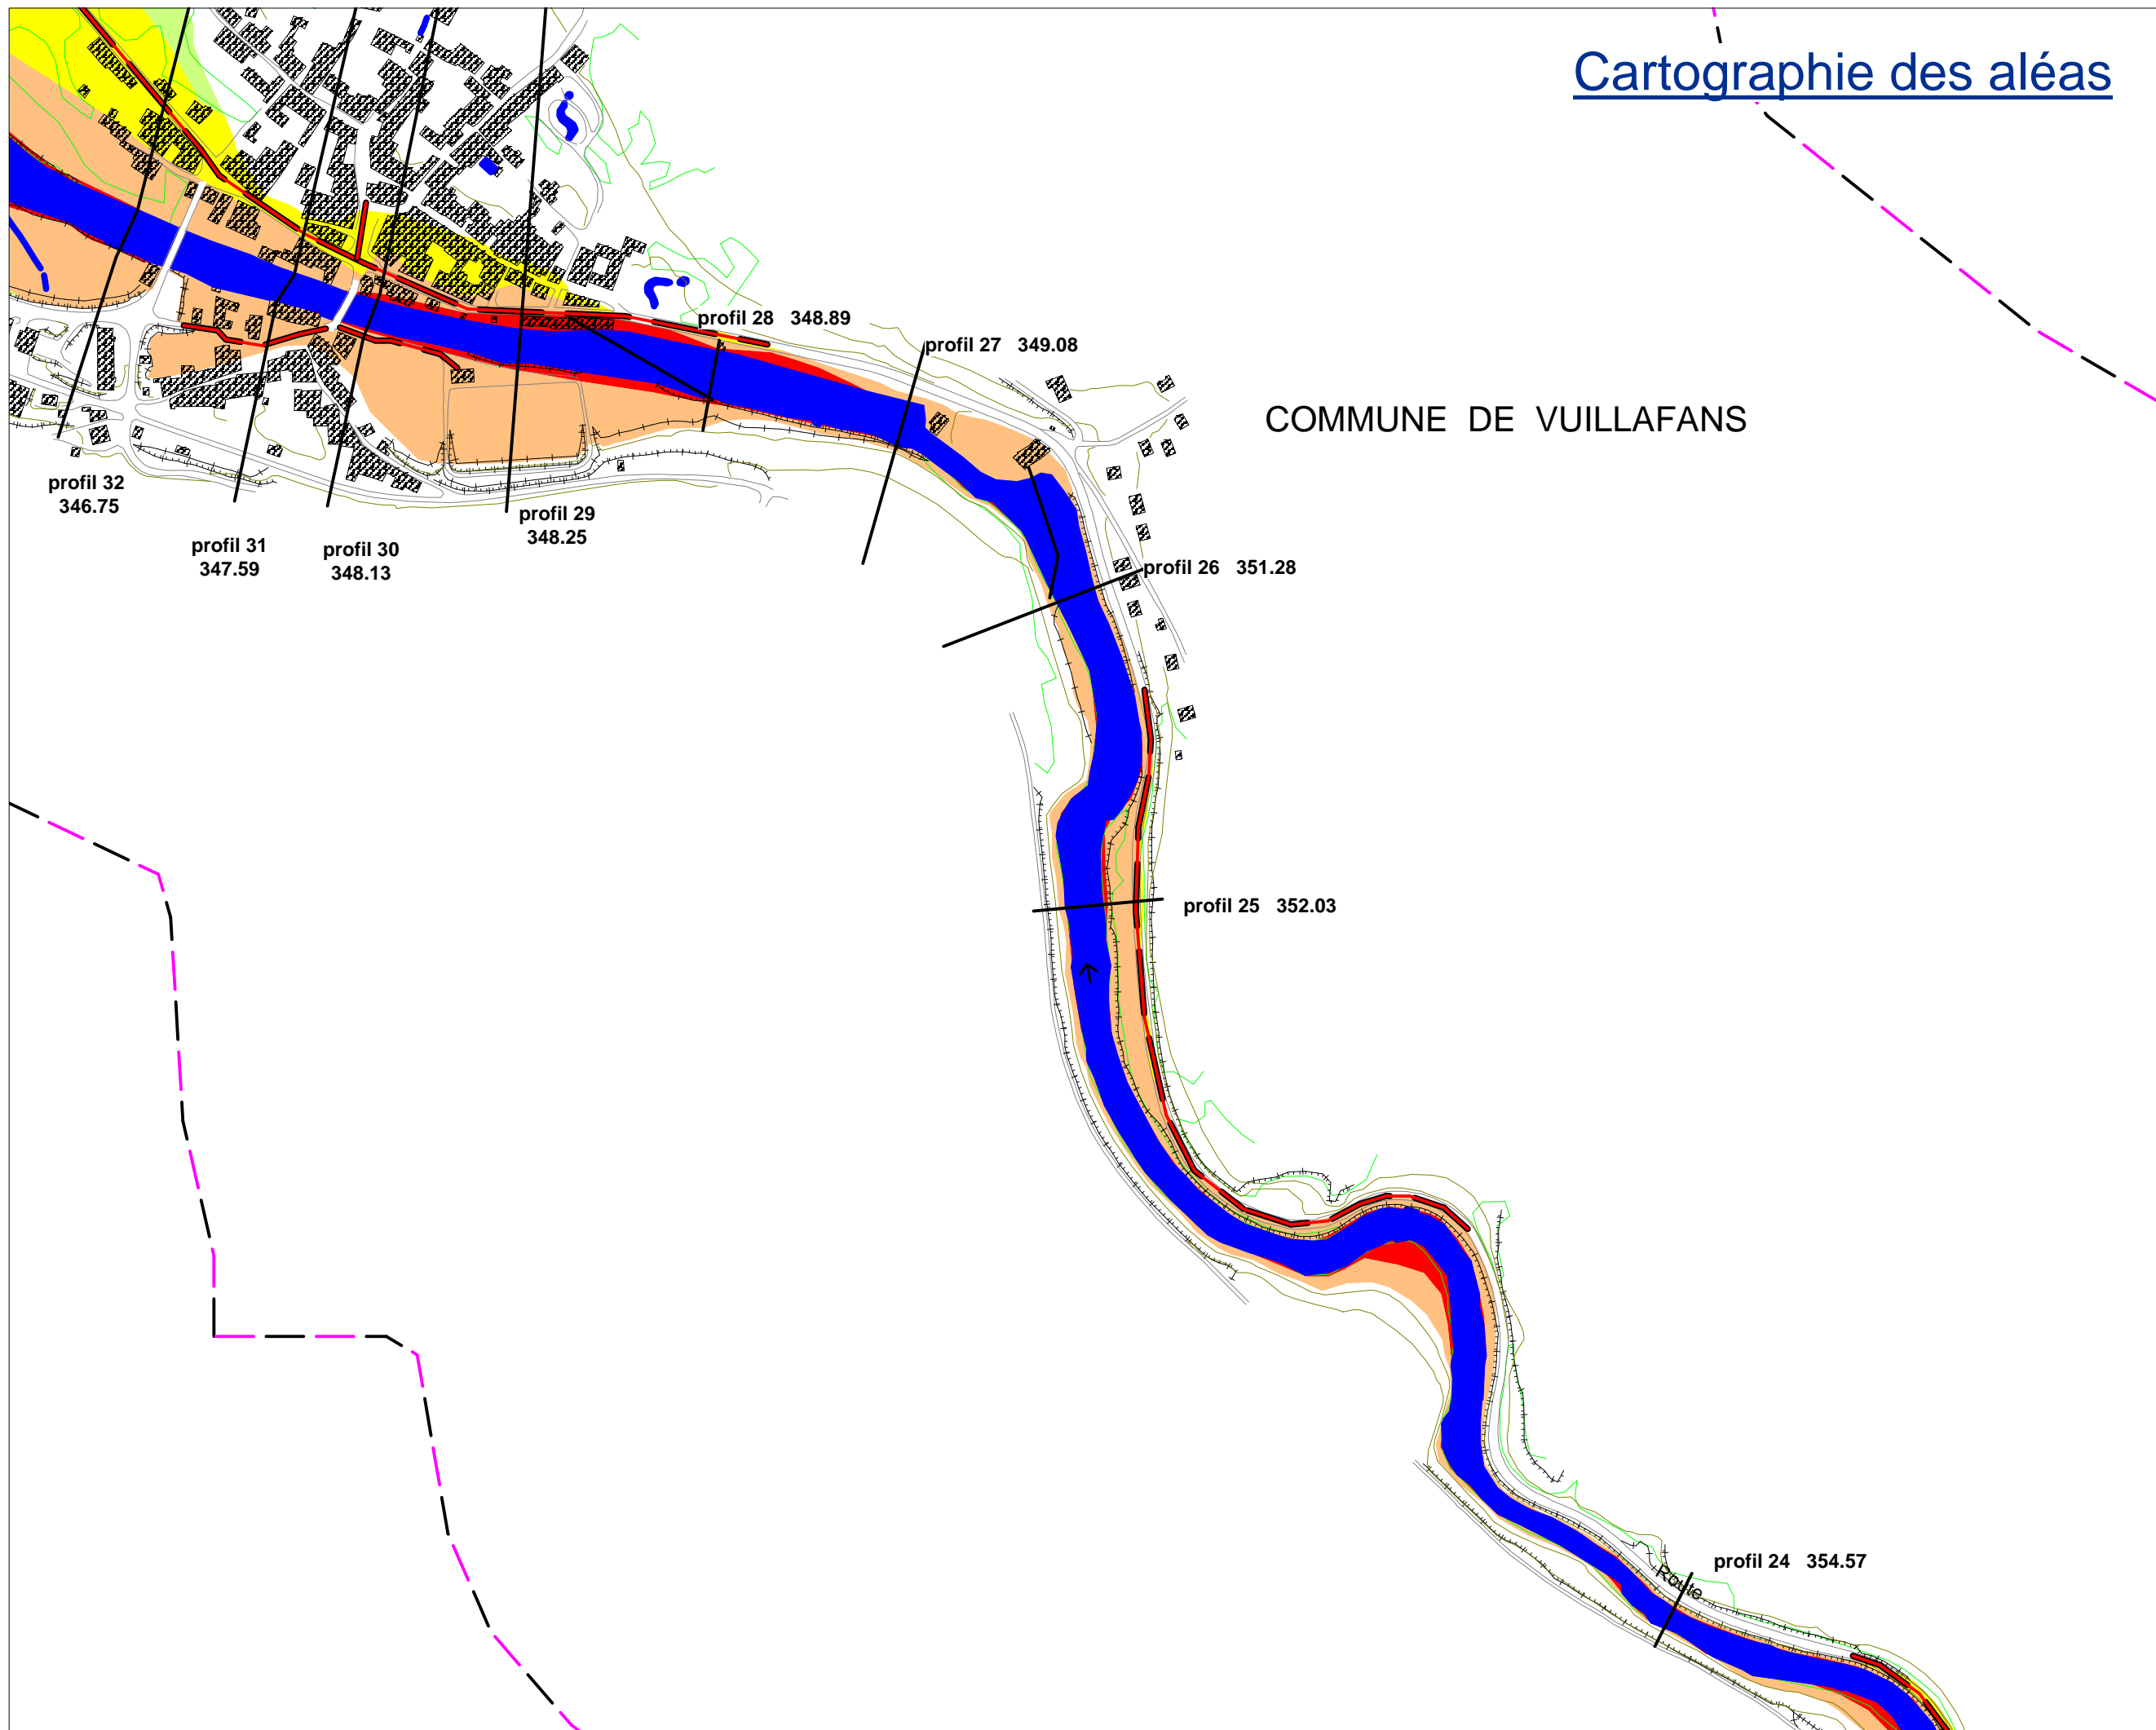 Cartographie des aléas
profil 28 348.89
profil 27 349.08
COMMUNE DE VUILLAFANS
profil 32
346.75
profil 29
348.25
profil 31
347.59
profil 30
348.13
profil 26 351.28
profil 25 352.03
profil 24 354.57
Route